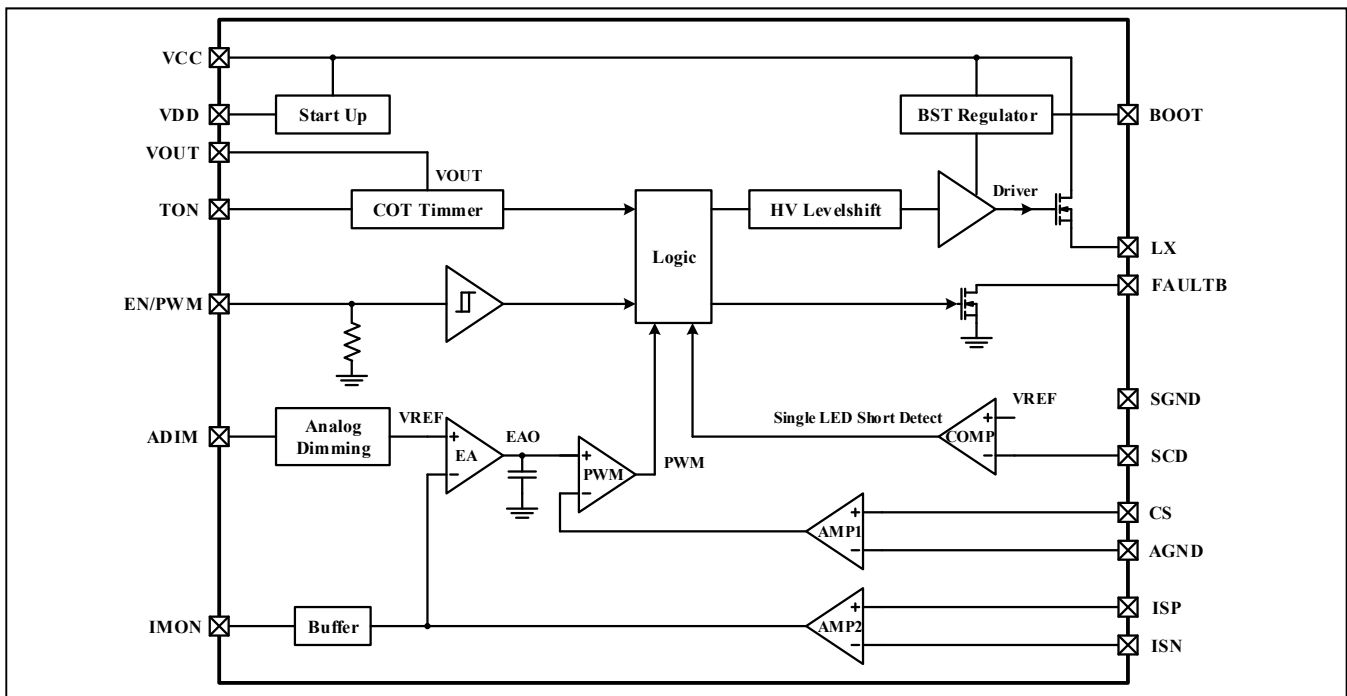 VCC
VDD
Start Up
BST Regulator
BOOT
VOUT
VOUT
TON
COT Timmer
Logic
HV Levelshift
Driver
LX
EN/PWM
FAULTB
ADIM
Analog
Dimming
VREF
+
EA
−
EAO
+
PWM
−
PWM
Single LED Short Detect
+
COMP
−
VREF
SGND
SCD
+
AMP1
−
CS
AGND
IMON
Buffer
+
AMP2
−
ISP
ISN